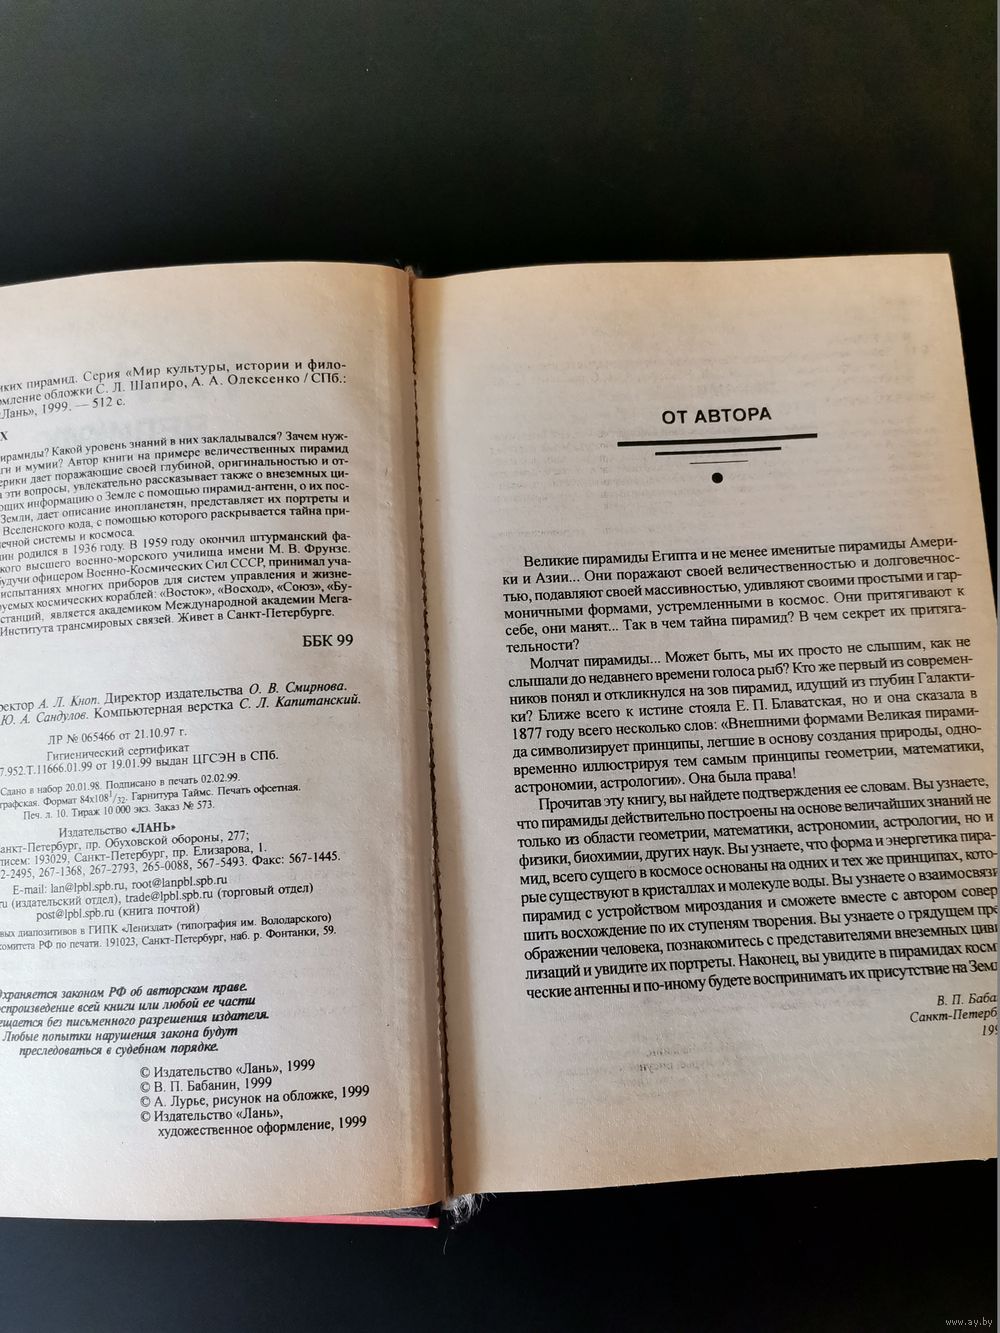 иких пирамид. Серия «Мир культуры, истории и фило-
мление обложки С. Л. Шапиро, А. А. Олексенко / СПб.:
«Лань», 1999. — 512 с.
Х
ирамиды? Какой уровень знаний в них закладывался? Зачем нуж-
ги и мумии? Автор книги на примере величественных пирамид
ерики дает поражающие своей глубиной, оригинальностью и от-
а эти вопросы, увлекательно рассказывает также о внеземных ци-
ющих информацию о Земле с помощью пирамид-антенн, о их пос-
Земли, дает описание инопланетян, представляет их портреты и
Вселенского кода, с помощью которого раскрывается тайна при-
ечной системы и космоса.
ин родился в 1936 году. В 1959 году окончил штурманский фа-
кого высшего военно-морского училища имени М. В. Фрунзе.
будучи офицером Военно-Космических Сил СССР, принимал уча-
испытаниях многих приборов для систем управления и жизне-
руемых космических кораблей: «Восток», «Восход», «Союз», «Бу-
станций, является академиком Международной академии Мега-
Института трансмировых связей. Живет в Санкт-Петербурге.
ББК 99
ректор А. Л. Кноп. Директор издательства О. В. Смирнова.
Ю. А. Сандулов. Компьютерная верстка С. Л. Капитанский.
ЛР № 065466 от 21.10.97 г.
Гигиенический сертификат
7.952.Т.11666.01.99 от 19.01.99 выдан ЦГСЭН в СПб.
Сдано в набор 20.01.98. Подписано в печать 02.02.99.
графская. Формат 84х108 1/32. Гарнитура Таймс. Печать офсетная.
Печ. л. 10. Тираж 10 000 экз. Заказ № 573.
Издательство «ЛАНЬ»
анкт-Петербург, пр. Обуховской обороны, 277;
писем: 193029, Санкт-Петербург, пр. Елизарова, 1.
2-2495, 267-1368, 267-2793, 265-0088, 567-5493. Факс: 567-1445.
E-mail: lan@lpbl.spb.ru, root@lanpbl.spb.ru
ru (издательский отдел), trade@lpbl.spb.ru (торговый отдел)
post@lpbl.spb.ru (книга почтой)
вых диапозитивов в ГИПК «Лениздат» (типография им. Володарского)
комитета РФ по печати. 191023, Санкт-Петербург, наб. р. Фонтанки, 59.
Охраняется законом РФ об авторском праве.
оспроизведение всей книги или любой ее части
ещается без письменного разрешения издателя.
Любые попытки нарушения закона будут
преследоваться в судебном порядке.
© Издательство «Лань», 1999
© В. П. Бабанин, 1999
© А. Лурье, рисунок на обложке, 1999
© Издательство «Лань»,
художественное оформление, 1999
ОТ АВТОРА
Великие пирамиды Египта и не менее именитые пирамиды Амери-
ки и Азии... Они поражают своей величественностью и долговечнос-
тью, подавляют своей массивностью, удивляют своими простыми и гар-
моничными формами, устремленными в космос. Они притягивают к
себе, они манят... Так в чем тайна пирамид? В чем секрет их притяга-
тельности?
Молчат пирамиды... Может быть, мы их просто не слышим, как не
слышали до недавнего времени голоса рыб? Кто же первый из современ-
ников понял и откликнулся на зов пирамид, идущий из глубин Галакти-
ки? Ближе всего к истине стояла Е. П. Блаватская, но и она сказала в
1877 году всего несколько слов: «Внешними формами Великая пирами-
да символизирует принципы, легшие в основу создания природы, одно-
временно иллюстрируя тем самым принципы геометрии, математики,
астрономии, астрологии». Она была права!
Прочитав эту книгу, вы найдете подтверждения ее словам. Вы узнаете,
что пирамиды действительно построены на основе величайших знаний не
только из области геометрии, математики, астрономии, астрологии, но и
физики, биохимии, других наук. Вы узнаете, что форма и энергетика пира-
мид, всего сущего в космосе основаны на одних и тех же принципах, кото-
рые существуют в кристаллах и молекуле воды. Вы узнаете о взаимосвязи
пирамид с устройством мироздания и сможете вместе с автором совер
шить восхождение по их ступеням творения. Вы узнаете о грядущем пре
ображении человека, познакомитесь с представителями внеземных циви
лизаций и увидите их портреты. Наконец, вы увидите в пирамидах косм
ческие антенны и по-иному будете воспринимать их присутствие на Земл
В. П. Баба
Санкт-Петерб
199
www.ay.by